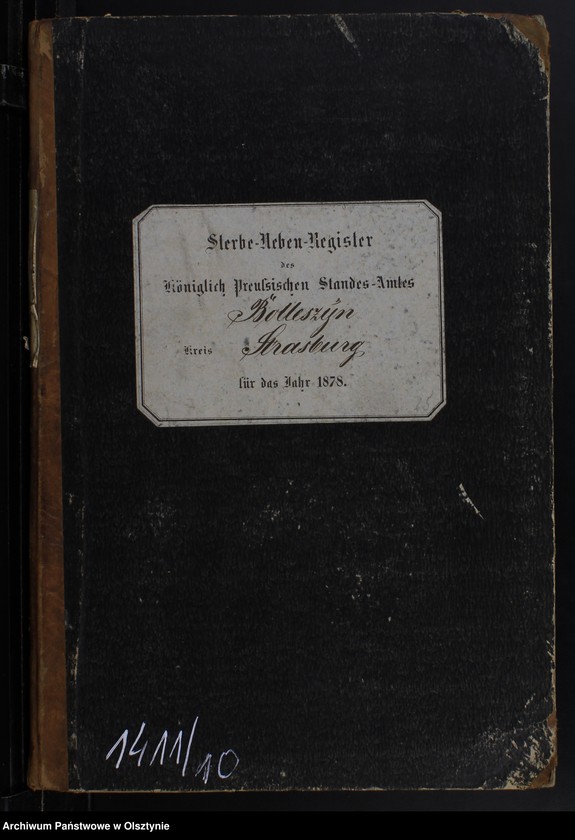 Sterbe-Neben-Register
des
Königlich Preussischen Standes-Amtes
Bölleszÿn
Kreis Strasburg
für das Jahr 1878.
1411/10
Archiwum Państwowe w Olsztynie